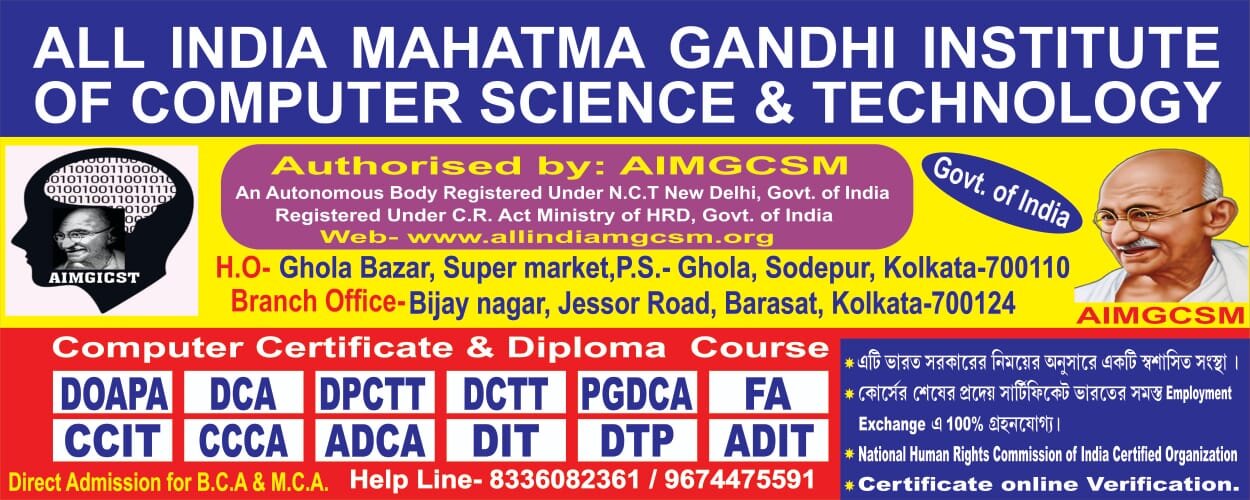 ALL INDIA MAHATMA GANDHI INSTITUTE
OF COMPUTER SCIENCE & TECHNOLOGY
AIMGICST
Authorised by: AIMGCSM
An Autonomous Body Registered Under N.C.T New Delhi, Govt. of India
Registered Under C.R. Act Ministry of HRD, Govt. of India
Web- www.allindiamgcsm.org
Govt. of India
H.O- Ghola Bazar, Super market,P.S.- Ghola, Sodepur, Kolkata-700110
Branch Office-Bijay nagar, Jessor Road, Barasat, Kolkata-700124
AIMGCSM
Computer Certificate & Diploma Course
DOAPA DCA DPCTT DCTT PGDCA FA
CCIT CCCA ADCA DIT DTP ADIT
Direct Admission for B.C.A & M.C.A. Help Line- 8336082361 / 9674475591
এটি ভারত সরকারের নিময়ের অনুসারে একটি স্বশাসিত সংস্থা ।
কোর্সের শেষের প্রদেয় সার্টিফিকেট ভারতের সমস্ত Employment
Exchange এ 100% গ্রহনযোগ্য।
National Human Rights Commission of India Certified Organization
Certificate online Verification.